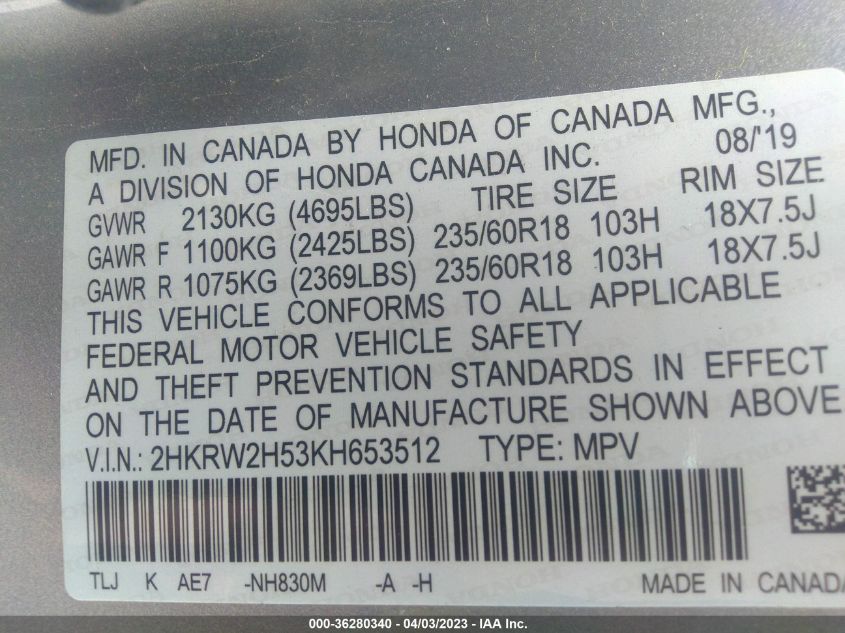 MFD. IN CANADA BY HONDA OF CANADA MFG.,
A DIVISION OF HONDA CANADA INC. 08/'19
GVWR 2130KG (4695LBS) TIRE SIZE RIM SIZE
GAWR F 1100KG (2425LBS) 235/60R18 103H 18X7.5J
GAWR R 1075KG (2369LBS) 235/60R18 103H 18X7.5J
THIS VEHICLE CONFORMS TO ALL APPLICABLE
FEDERAL MOTOR VEHICLE SAFETY
AND THEFT PREVENTION STANDARDS IN EFFECT
ON THE DATE OF MANUFACTURE SHOWN ABOVE
V.I.N.: 2HKRW2H53KH653512 TYPE: MPV
TLJ K AE7 -NH830M -A -H MADE IN CANADA
000-36280340 - 04/03/2023 - IAA Inc.